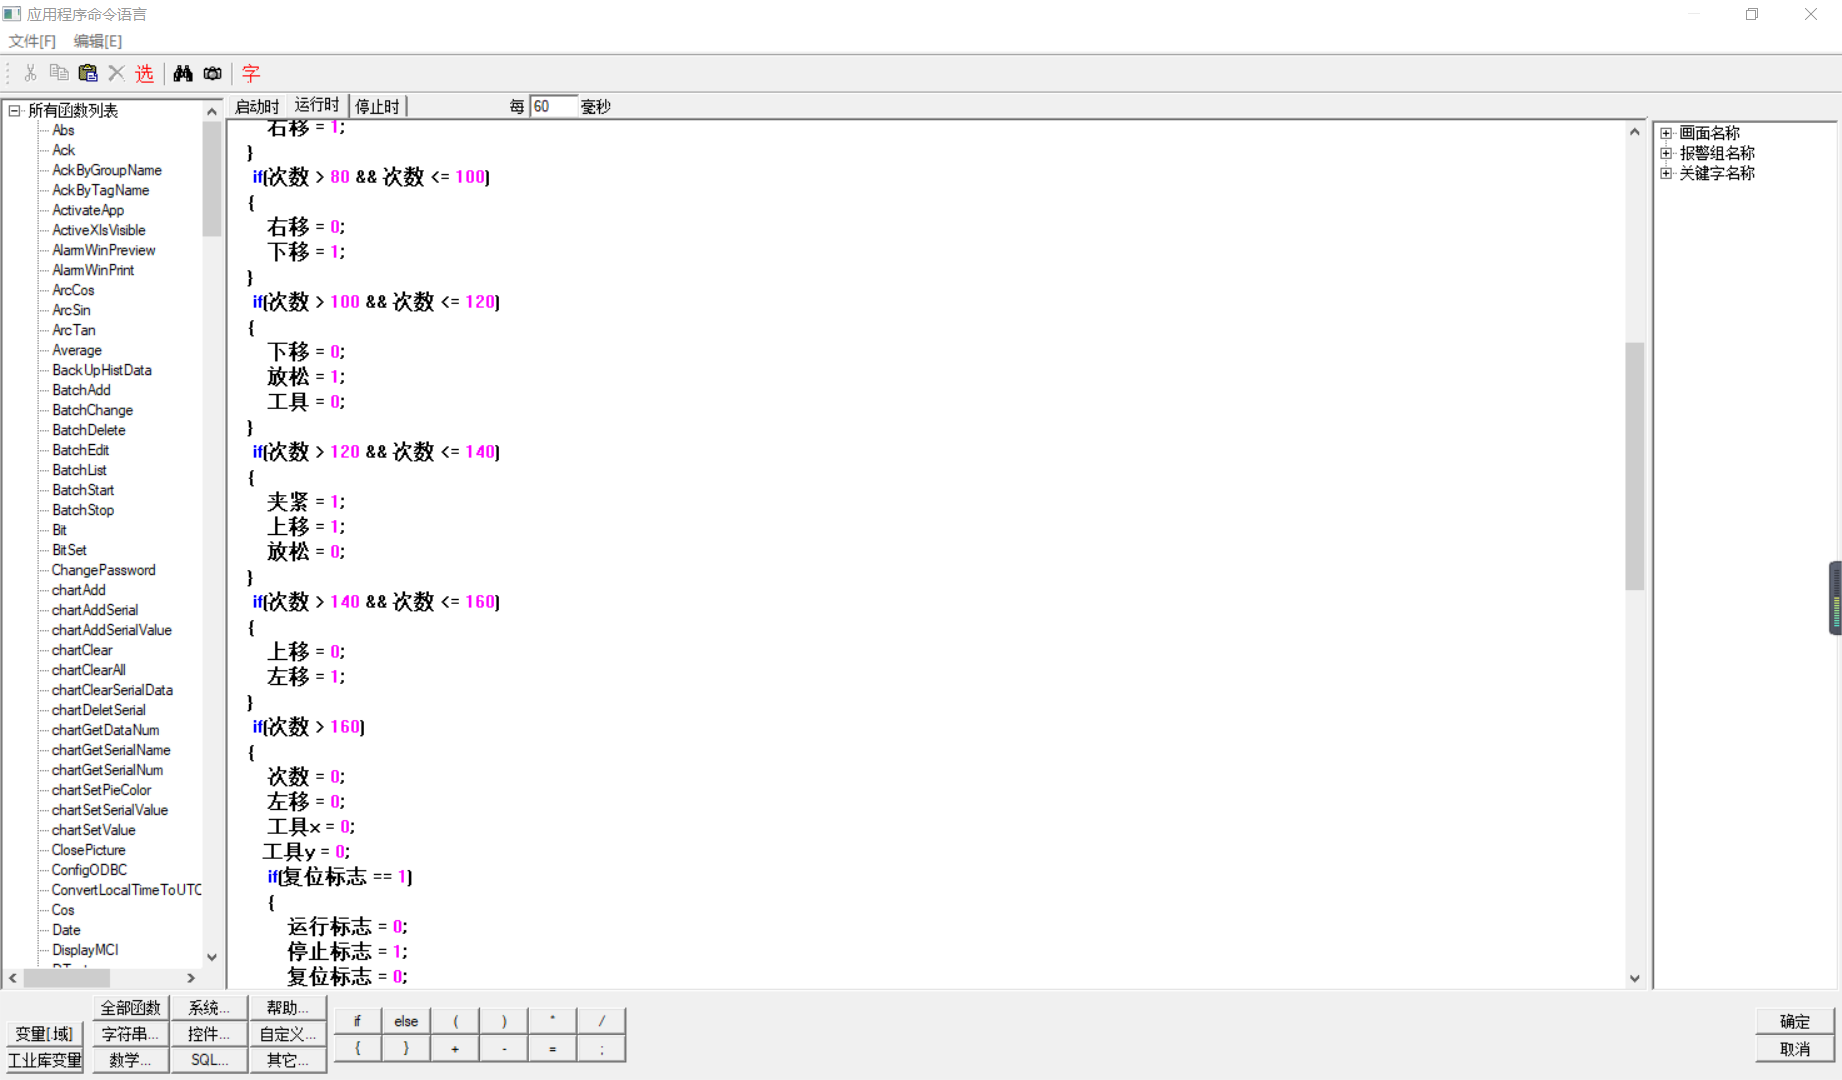 应用程序命令语言
文件[F] 编辑[E]
选 字
所有函数列表
Abs
Ack
AckByGroupName
AckByTagName
ActivateApp
ActiveXlsVisible
AlarmWinPreview
AlarmWinPrint
ArcCos
ArcSin
ArcTan
Average
BackUpHistData
BatchAdd
BatchChange
BatchDelete
BatchEdit
BatchList
BatchStart
BatchStop
Bit
BitSet
ChangePassword
chartAdd
chartAddSerial
chartAddSerialValue
chartClear
chartClearAll
chartClearSerialData
chartDeletSerial
chartGetDataNum
chartGetSerialName
chartGetSerialNum
chartSetPieColor
chartSetSerialValue
chartSetValue
ClosePicture
ConfigODBC
ConvertLocalTimeToUTC
Cos
Date
DisplayMCI
启动时 运行时 停止时 每 60 毫秒
右移 = 1;
}
if(次数 > 80 && 次数 <= 100)
{
右移 = 0;
下移 = 1;
}
if(次数 > 100 && 次数 <= 120)
{
下移 = 0;
放松 = 1;
工具 = 0;
}
if(次数 > 120 && 次数 <= 140)
{
夹紧 = 1;
上移 = 1;
放松 = 0;
}
if(次数 > 140 && 次数 <= 160)
{
上移 = 0;
左移 = 1;
}
if(次数 > 160)
{
次数 = 0;
左移 = 0;
工具x = 0;
工具y = 0;
if(复位标志 == 1)
{
运行标志 = 0;
停止标志 = 1;
复位标志 = 0;
画面名称
报警组名称
关键字名称
全部函数 系统... 帮助...
变量[.域] 字符串... 控件... 自定义...
工业库变量 数学... SQL... 其它...
if else ( ) * /
{ } + - = ;
确定
取消